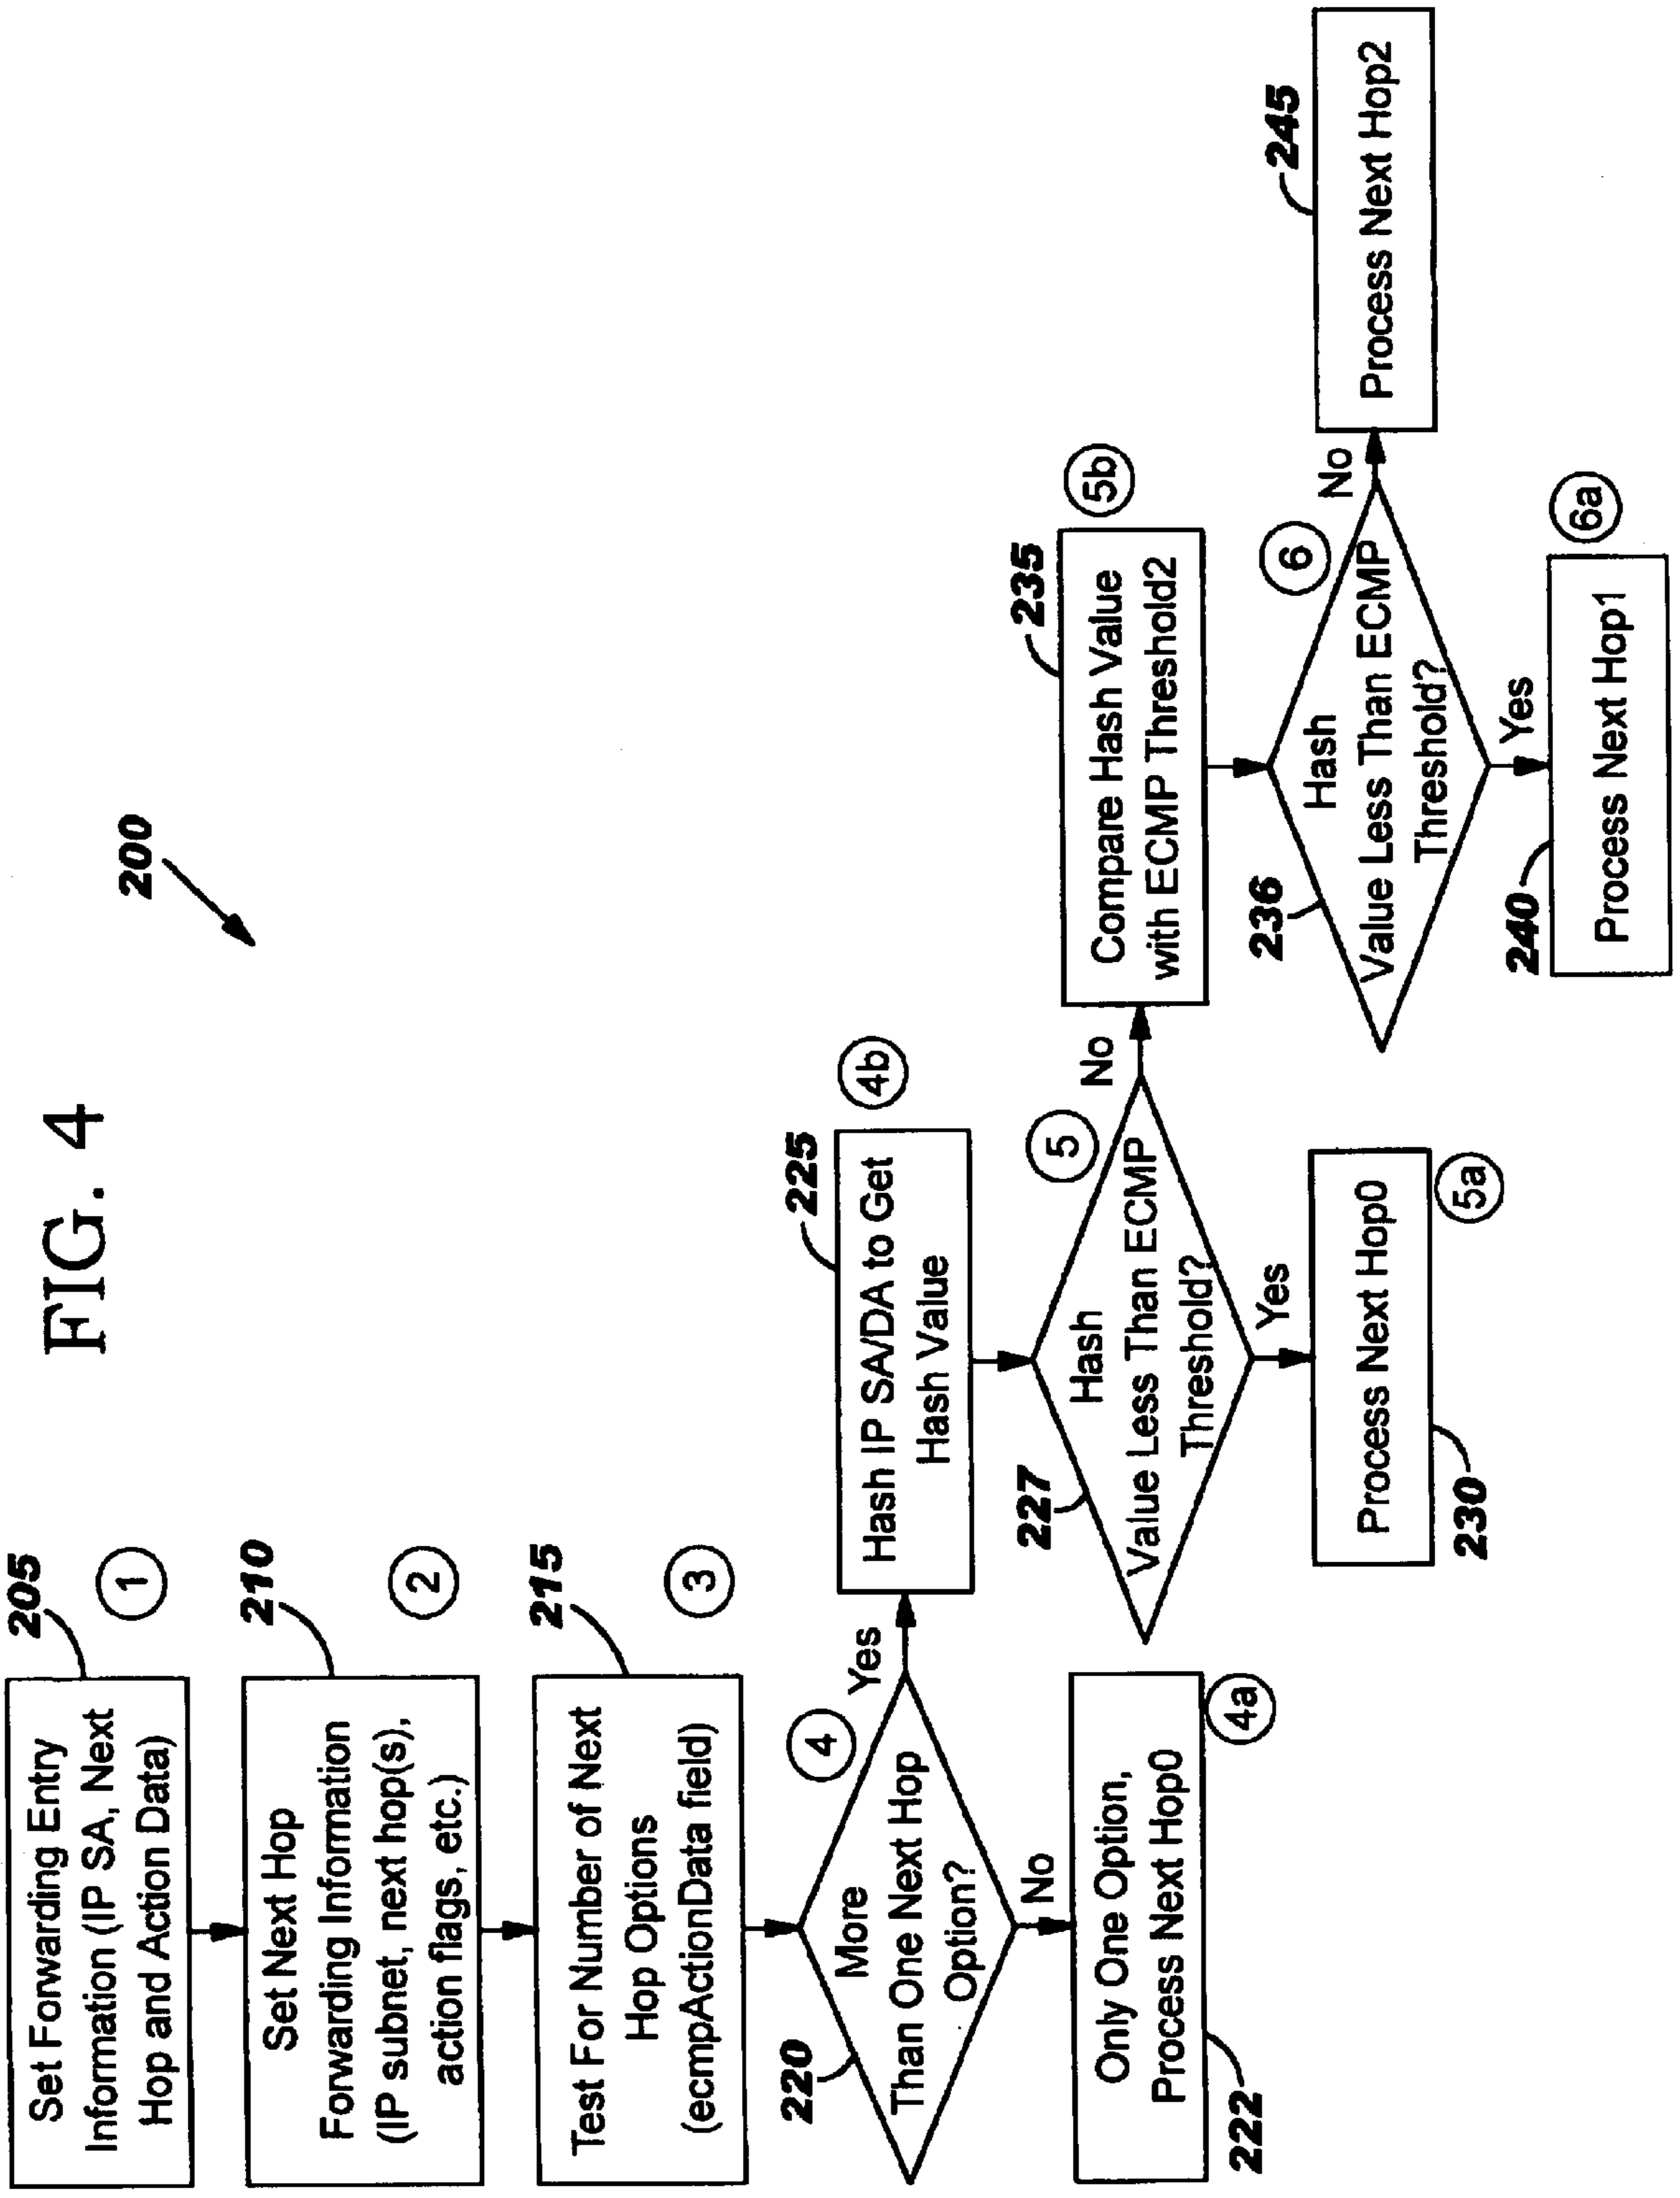 FIG. 4
200
205
Set Forwarding Entry
Information (IP SA, Next
Hop and Action Data)
1
210
Set Next Hop
Forwarding Information
(IP subnet, next hop(s),
action flags, etc.)
2
215
Test For Number of Next
Hop Options
(ecmpActionData field)
3
220
More
Than One Next Hop
Option?
4
Yes
No
Only One Option,
Process Next Hop0
4a
222
225
Hash IP SA/DA to Get
Hash Value
4b
227
Hash
Value Less Than ECMP
Threshold?
5
No
Yes
Process Next Hop0
5a
230
235
Compare Hash Value
with ECMP Threshold2
5b
236
Hash
Value Less Than ECMP
Threshold?
6
No
Yes
240
Process Next Hop1
6a
245
Process Next Hop2